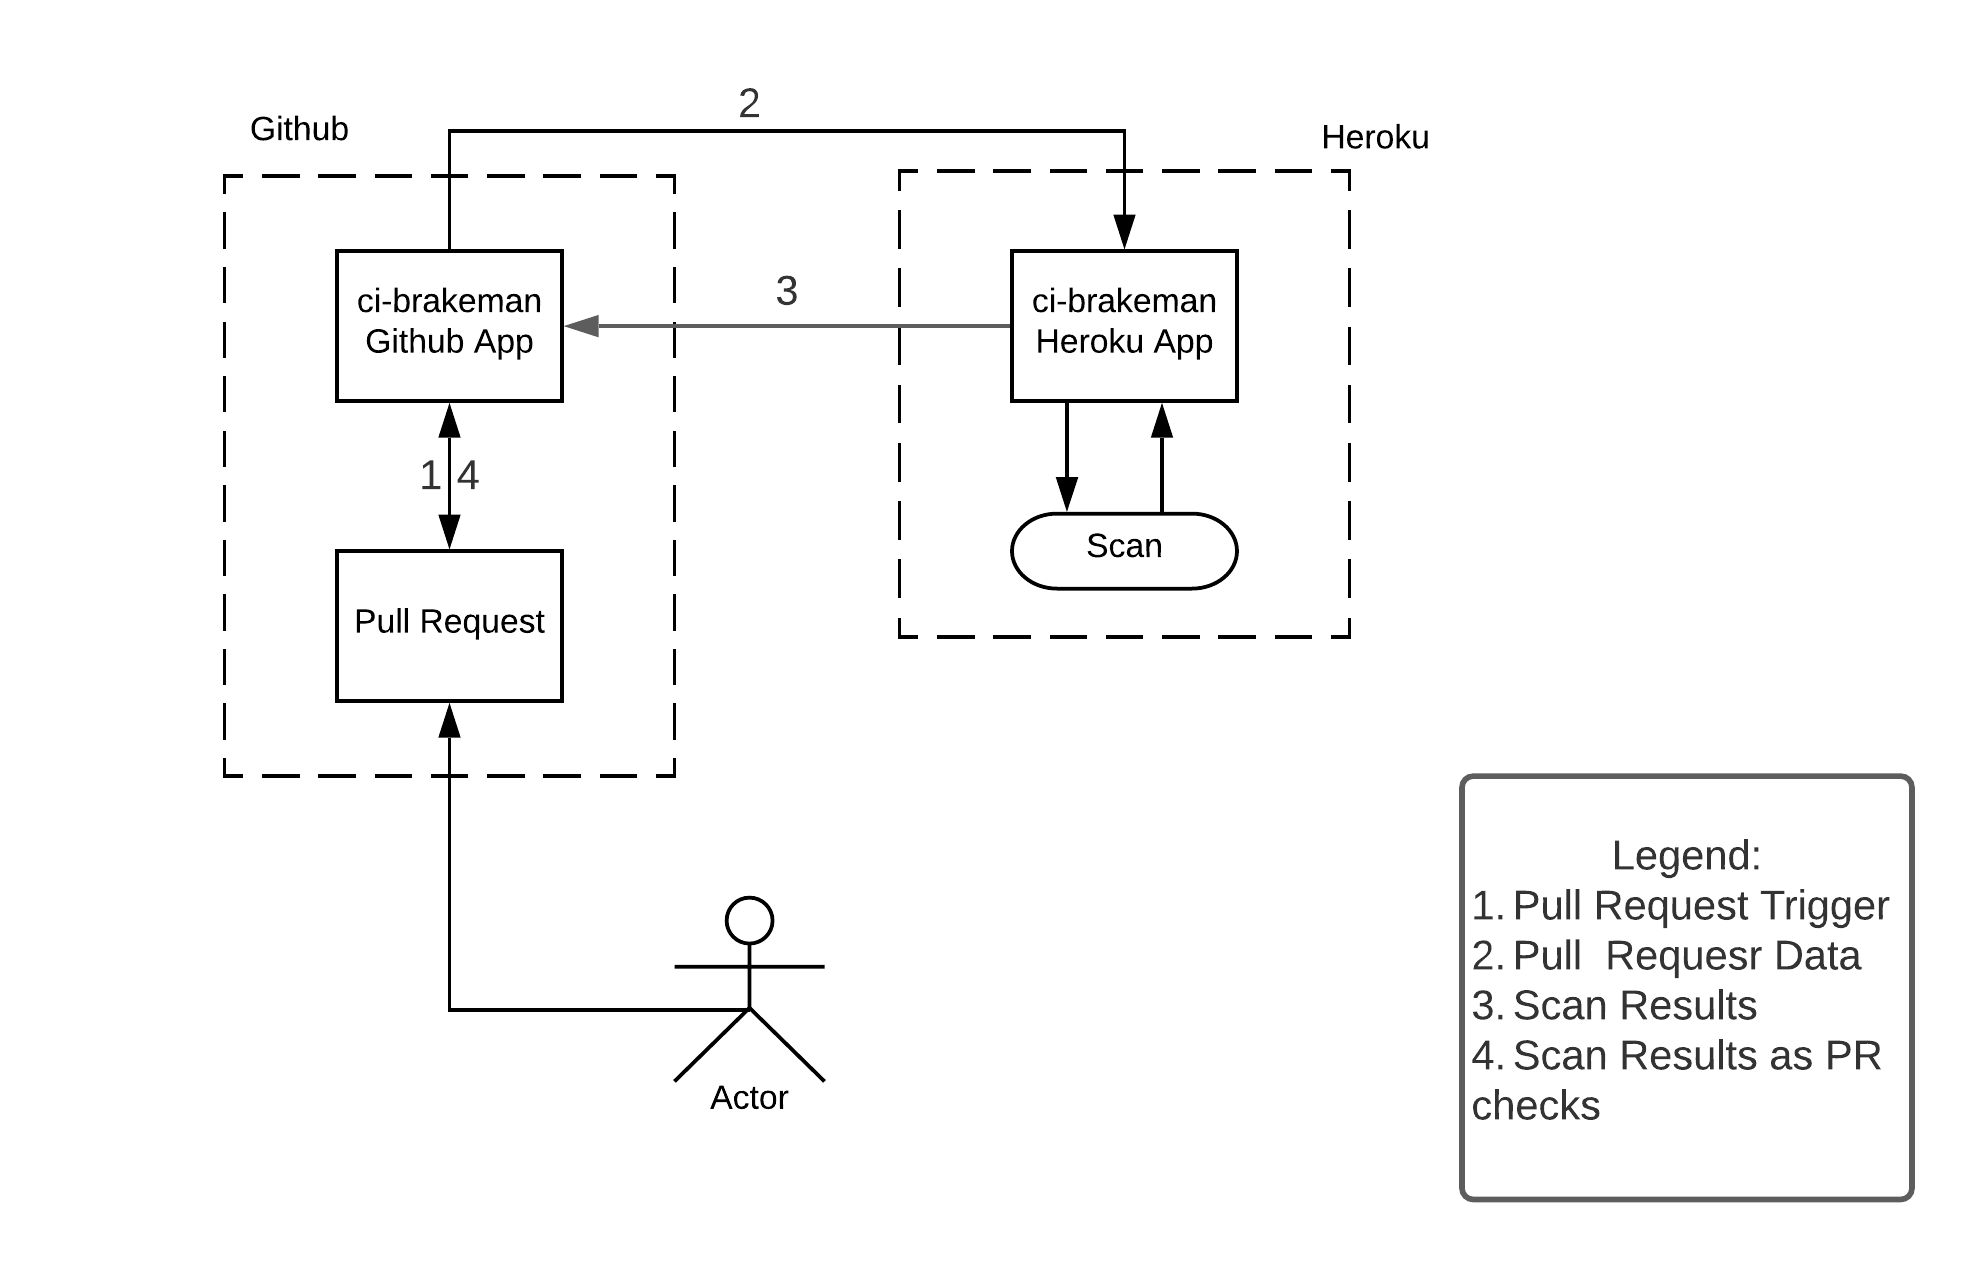 2
Github
Heroku
ci-brakeman
Github App
3
ci-brakeman
Heroku App
1 4
Scan
Pull Request
Actor
Legend:
1. Pull Request Trigger
2. Pull  Requesr Data
3. Scan Results
4. Scan Results as PR
checks